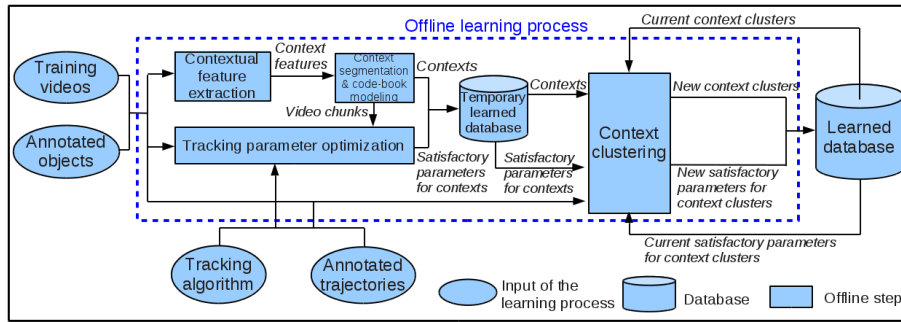 Offline learning process
Current context clusters
Training
videos
Annotated
objects
Contextual
feature
extraction
Context
features
Context
segmentation
& code-book
modeling
Contexts
Video chunks
Tracking parameter optimization
Satisfactory
parameters
for contexts
Temporary
learned
database
Contexts
Satisfactory
parameters
for contexts
Context
clustering
New context clusters
New satisfactory
parameters for
context clusters
Learned
database
Current satisfactory parameters
for context clusters
Tracking
algorithm
Annotated
trajectories
Input of the
learning process
Database
Offline step